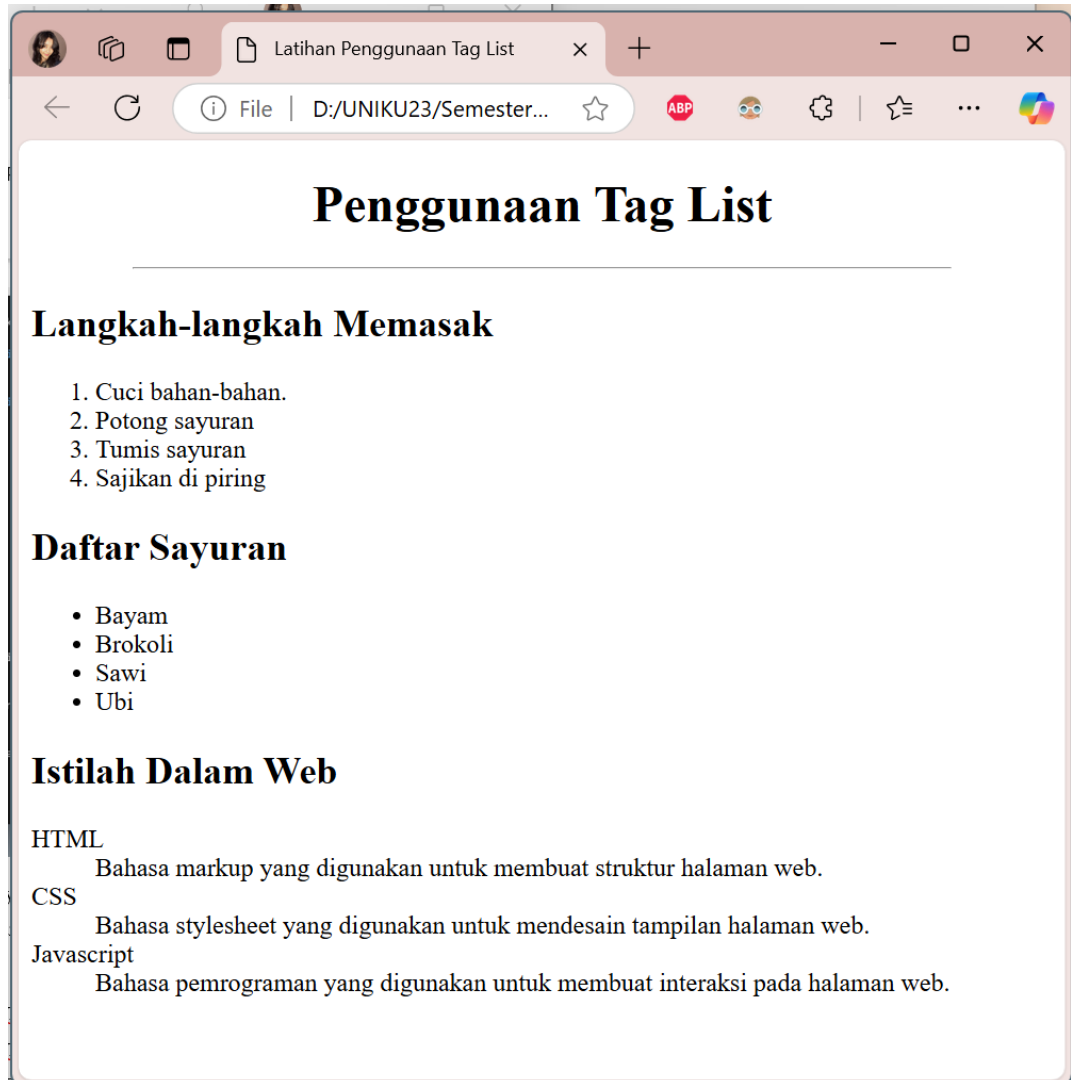 Latihan Penggunaan Tag List
File
D:/UNIKU23/Semester...
ABP
Penggunaan Tag List
Langkah-langkah Memasak
1. Cuci bahan-bahan.
2. Potong sayuran
3. Tumis sayuran
4. Sajikan di piring
Daftar Sayuran
• Bayam
• Brokoli
• Sawi
• Ubi
Istilah Dalam Web
HTML
Bahasa markup yang digunakan untuk membuat struktur halaman web.
CSS
Bahasa stylesheet yang digunakan untuk mendesain tampilan halaman web.
Javascript
Bahasa pemrograman yang digunakan untuk membuat interaksi pada halaman web.